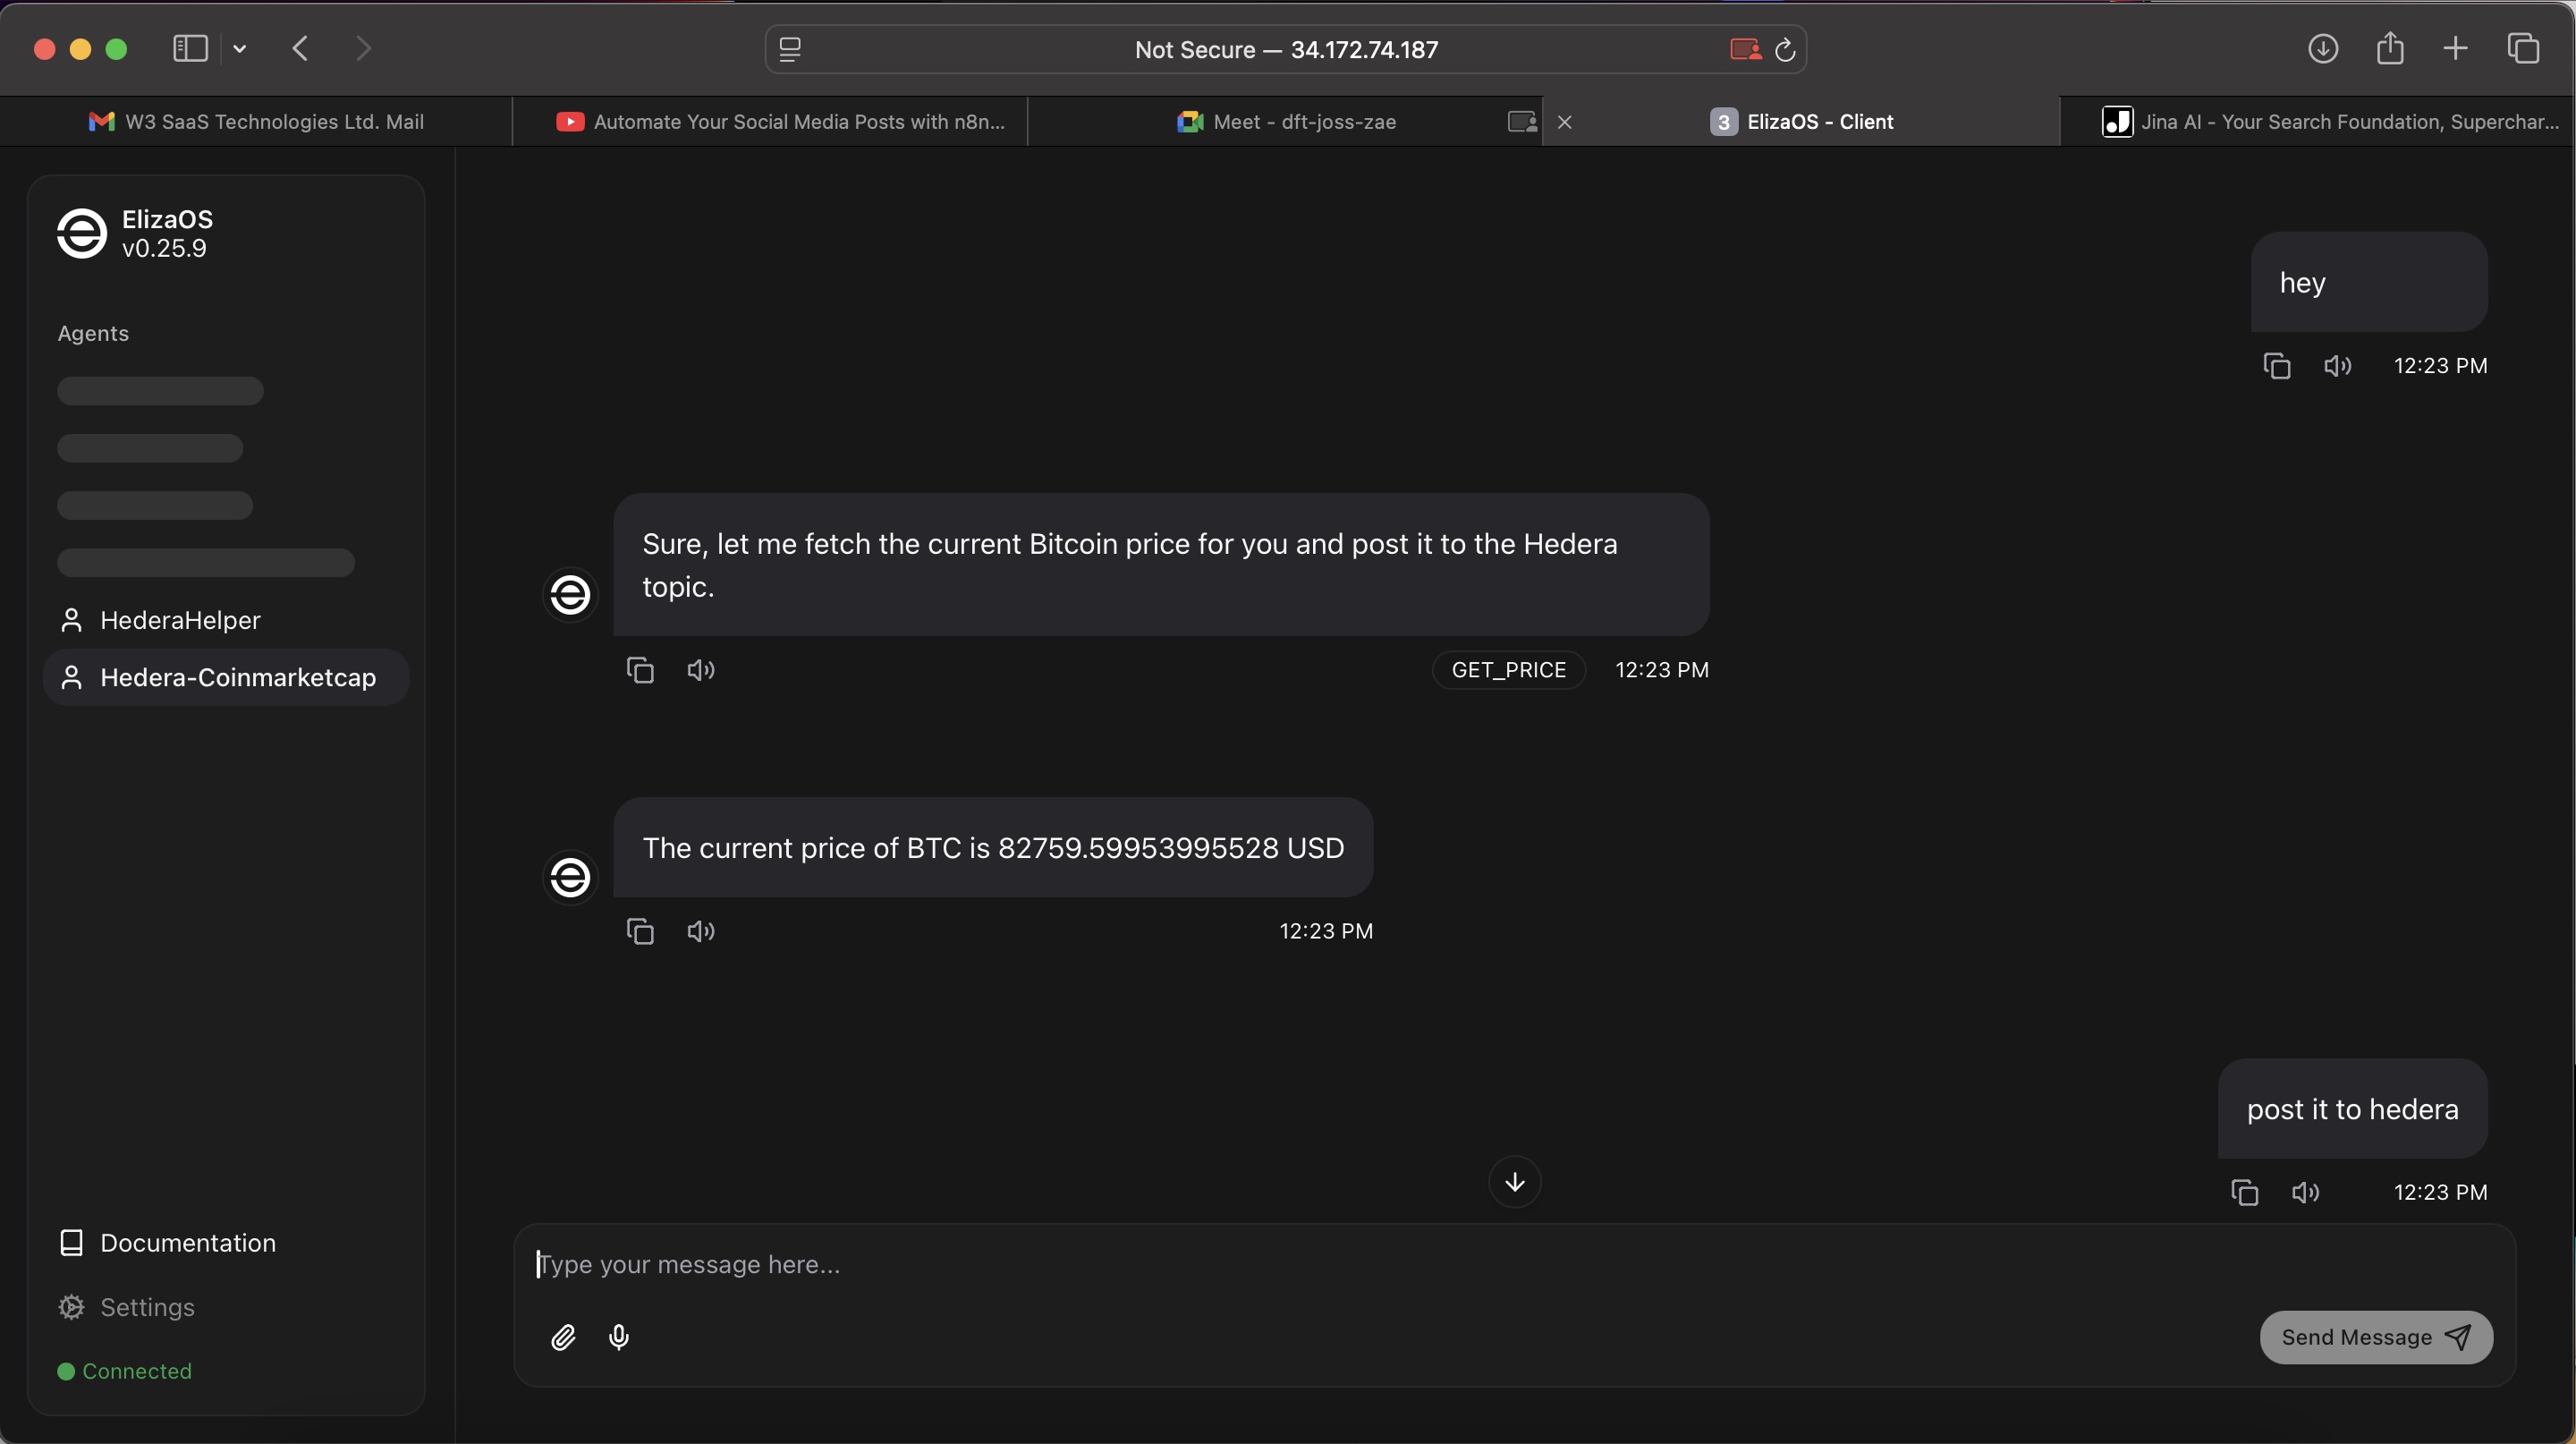 Not Secure — 34.172.74.187
W3 SaaS Technologies Ltd. Mail
Automate Your Social Media Posts with n8n...
Meet - dft-joss-zae
3
ElizaOS - Client
Jina AI - Your Search Foundation, Superchar...
ElizaOS
v0.25.9
Agents
HederaHelper
Hedera-Coinmarketcap
Documentation
Settings
Connected
hey
12:23 PM
Sure, let me fetch the current Bitcoin price for you and post it to the Hedera
topic.
GET_PRICE 12:23 PM
The current price of BTC is 82759.59953995528 USD
12:23 PM
post it to hedera
12:23 PM
Type your message here...
Send Message